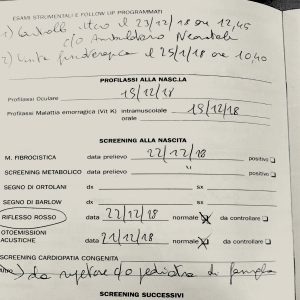 ESAMI STRUMENTALI E FOLLOW UP PROGRAMMATI
1) Controllo il 23/12/18 ore 12,45
c/o Ambulatorio Neonatale
2) Visita fisiatrica il 25/1/18 ore 10,40
PROFILASSI ALLA NASC.LA
Profilassi Oculare 19/12/18
Profilassi Malattia emorragica (Vit K) intramuscolare 19/12/18
orale
SCREENING ALLA NASCITA
M. FIBROCISTICA data prelievo 22/12/18 positivo
SCREENING METABOLICO data prelievo positivo
SEGNO DI ORTOLANI dx sx
SEGNO DI BARLOW dx sx
RIFLESSO ROSSO data 22/12/18 normale X da controllare
OTOEMISSIONI
ACUSTICHE data 21/12/18 normale X da controllare
SCREENING CARDIOPATIA CONGENITA
da ripetere c/o pediatra di famiglia
SCREENING SUCCESSIVI